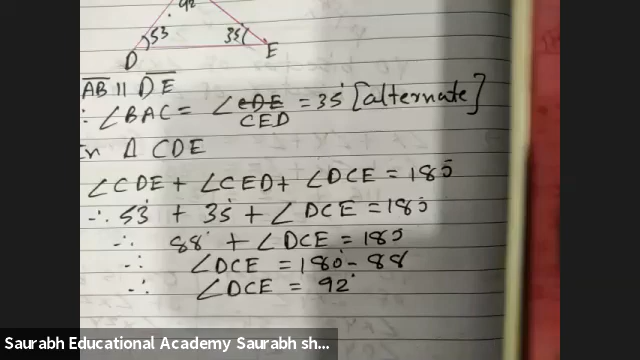 92
53° 35°
D E
AB || DE
∴ ∠BAC = ∠CDE = 35° [alternate]
CED
In Δ CDE
∠CDE + ∠CED + ∠DCE = 180°
∴ 53° + 35° + ∠DCE = 180°
∴ 88° + ∠DCE = 180°
∴ ∠DCE = 180° - 88
∴ ∠DCE = 92°
Saurabh Educational Academy Saurabh sh...